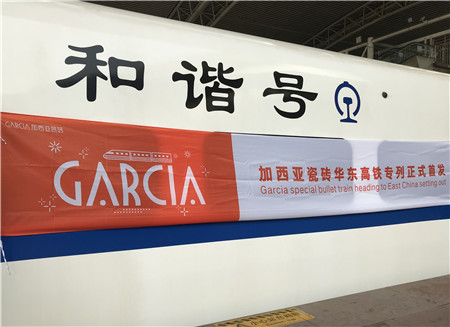 和谐号
GARCIA 加西亚瓷砖
GARCIA
加西亚瓷砖华东高铁专列正式首发
Garcia special bullet train heading to East China setting out!